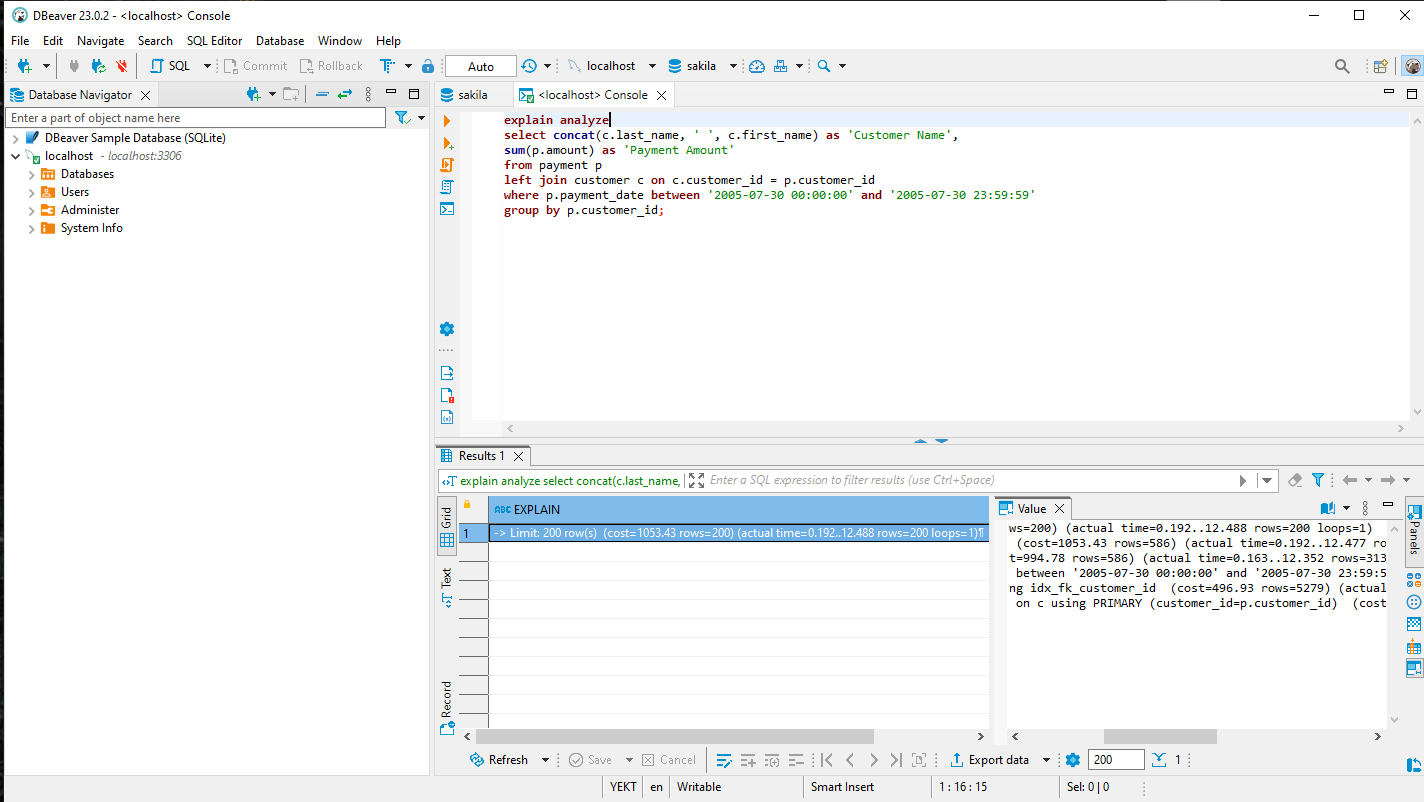 DBeaver 23.0.2 - <localhost> Console
File Edit Navigate Search SQL Editor Database Window Help
SQL Commit Rollback Auto localhost sakila
Database Navigator
Enter a part of object name here
DBeaver Sample Database (SQLite)
localhost - localhost:3306
Databases
Users
Administer
System Info
sakila <localhost> Console
explain analyze
select concat(c.last_name, ' ', c.first_name) as 'Customer Name',
sum(p.amount) as 'Payment Amount'
from payment p
left join customer c on c.customer_id = p.customer_id
where p.payment_date between '2005-07-30 00:00:00' and '2005-07-30 23:59:59'
group by p.customer_id;
Results 1
explain analyze select concat(c.last_name, Enter a SQL expression to filter results (use Ctrl+Space)
Grid
Text
Record
ABC EXPLAIN
1 -> Limit: 200 row(s) (cost=1053.43 rows=200) (actual time=0.192..12.488 rows=200 loops=1)¶
Value
ws=200) (actual time=0.192..12.488 rows=200 loops=1)
(cost=1053.43 rows=586) (actual time=0.192..12.477 ro
t=994.78 rows=586) (actual time=0.163..12.352 rows=313
between '2005-07-30 00:00:00' and '2005-07-30 23:59:5
ng idx_fk_customer_id (cost=496.93 rows=5279) (actual
on c using PRIMARY (customer_id=p.customer_id) (cost
Panels
Refresh Save Cancel Export data 200 1
YEKT en Writable Smart Insert 1 : 16 : 15 Sel: 0 | 0